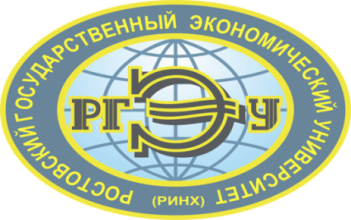 РОСТОВСКИЙ ГОСУДАРСТВЕННЫЙ ЭКОНОМИЧЕСКИЙ УНИВЕРСИТЕТ
РГЭУ
(РИНХ)